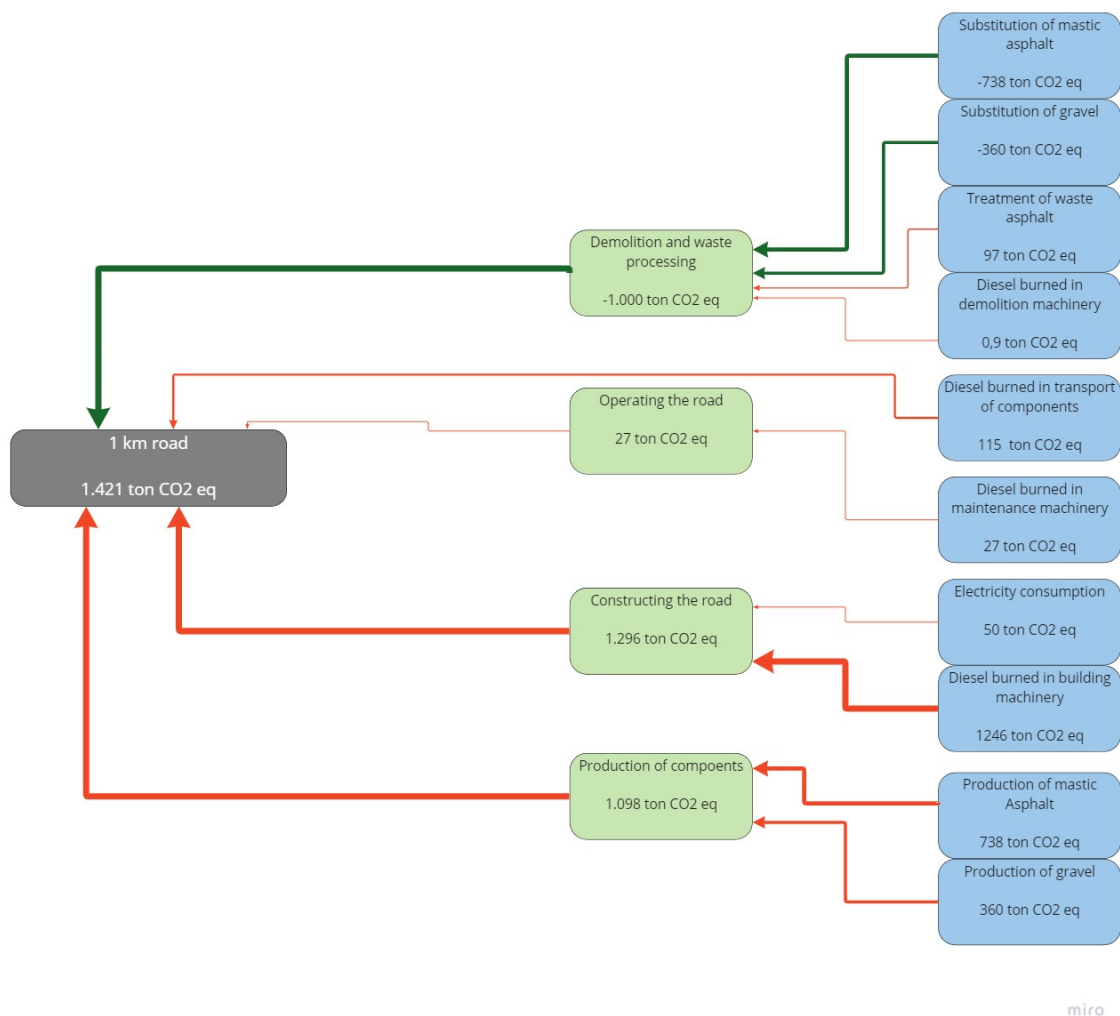 Substitution of mastic
asphalt
-738 ton CO2 eq
Substitution of gravel
-360 ton CO2 eq
Treatment of waste
asphalt
97 ton CO2 eq
Diesel burned in
demolition machinery
0,9 ton CO2 eq
Demolition and waste
processing
-1.000 ton CO2 eq
Diesel burned in transport
of components
115 ton CO2 eq
Operating the road
27 ton CO2 eq
1 km road
1.421 ton CO2 eq
Diesel burned in
maintenance machinery
27 ton CO2 eq
Constructing the road
1.296 ton CO2 eq
Electricity consumption
50 ton CO2 eq
Diesel burned in building
machinery
1246 ton CO2 eq
Production of compoents
1.098 ton CO2 eq
Production of mastic
Asphalt
738 ton CO2 eq
Production of gravel
360 ton CO2 eq
miro